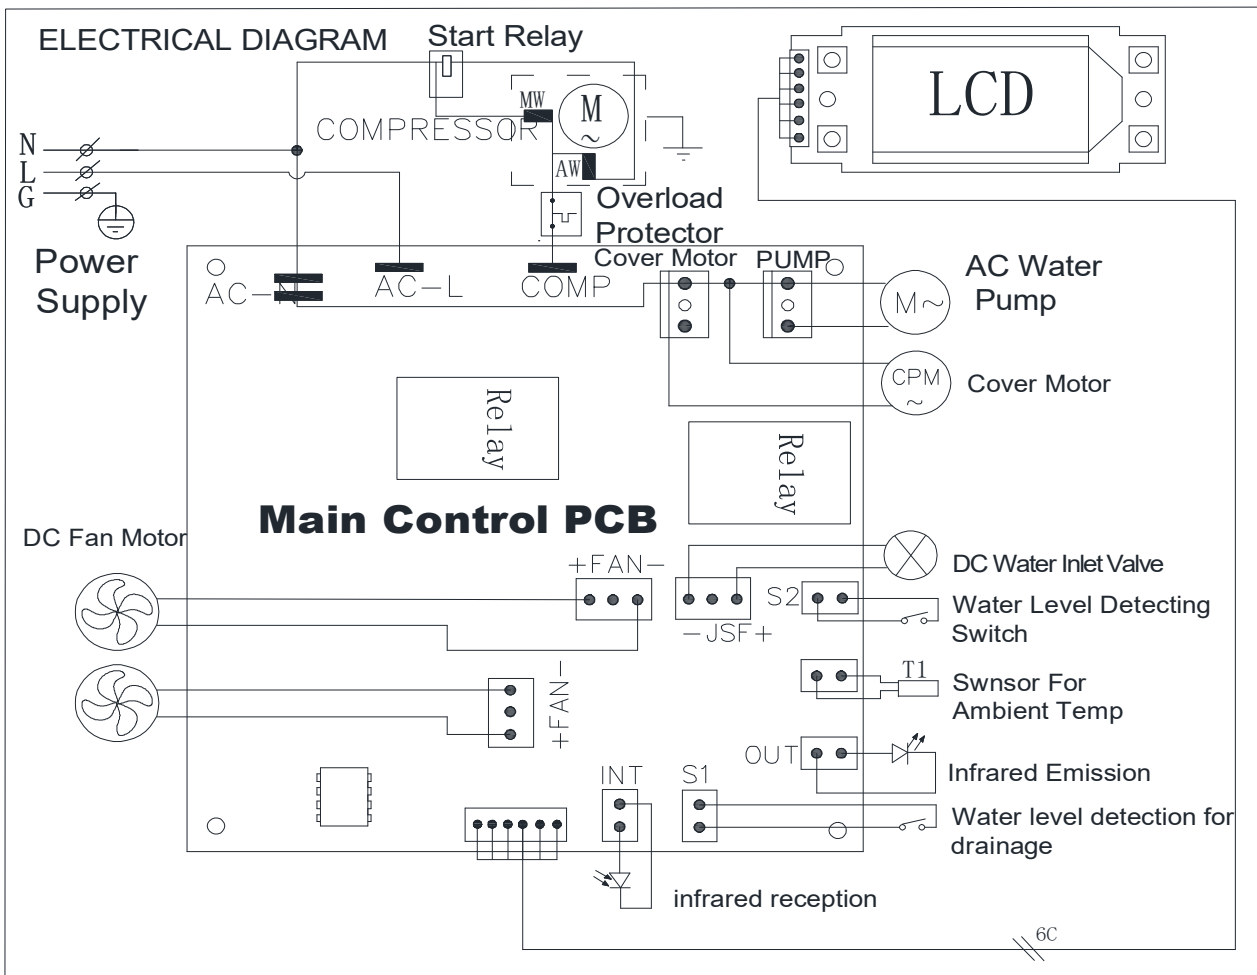 ELECTRICAL DIAGRAM
Start Relay
LCD
MW
M
~
COMPRESSOR
AW
N
L
G
Power
Supply
Overload
Protector
Cover Motor
PUMP
AC-N
AC-L
COMP
AC Water
Pump
M~
CPM
~
Cover Motor
Relay
Relay
Main Control PCB
DC Fan Motor
+FAN-
-JSF+
DC Water Inlet Valve
S2
Water Level Detecting
Switch
+FAN-
T1
Swnsor For
Ambient Temp
OUT
Infrared Emission
INT
S1
Water level detection for
drainage
infrared reception
6C